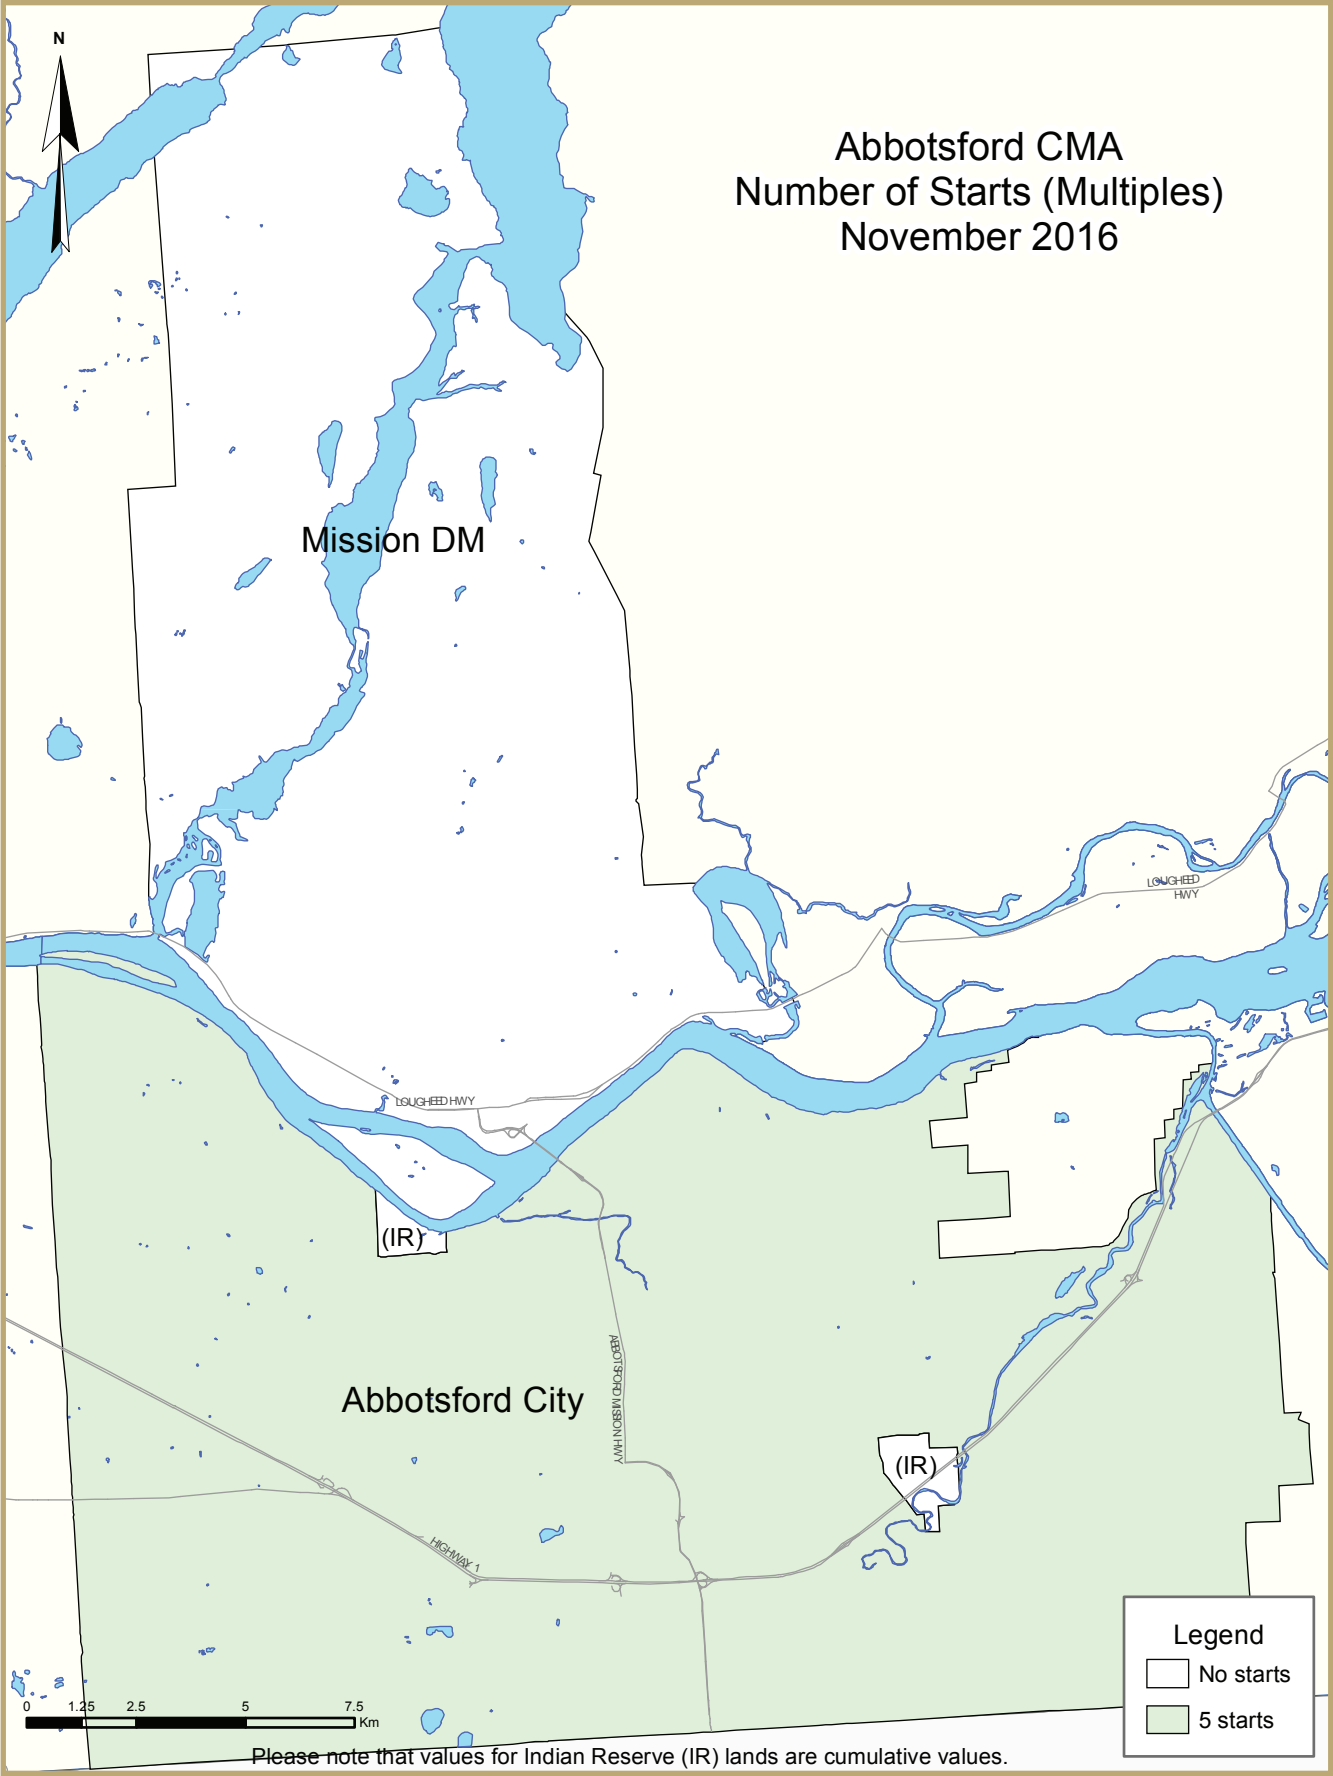 N
Abbotsford CMA
Number of Starts (Multiples)
November 2016
Mission DM
LOUGHEED
HWY
LOUGHEED HWY
(IR)
ABBOTSFORD MISSION HWY
Abbotsford City
(IR)
HIGHWAY 1
Legend
No starts
5 starts
0 1.25 2.5 5 7.5
Km
Please note that values for Indian Reserve (IR) lands are cumulative values.